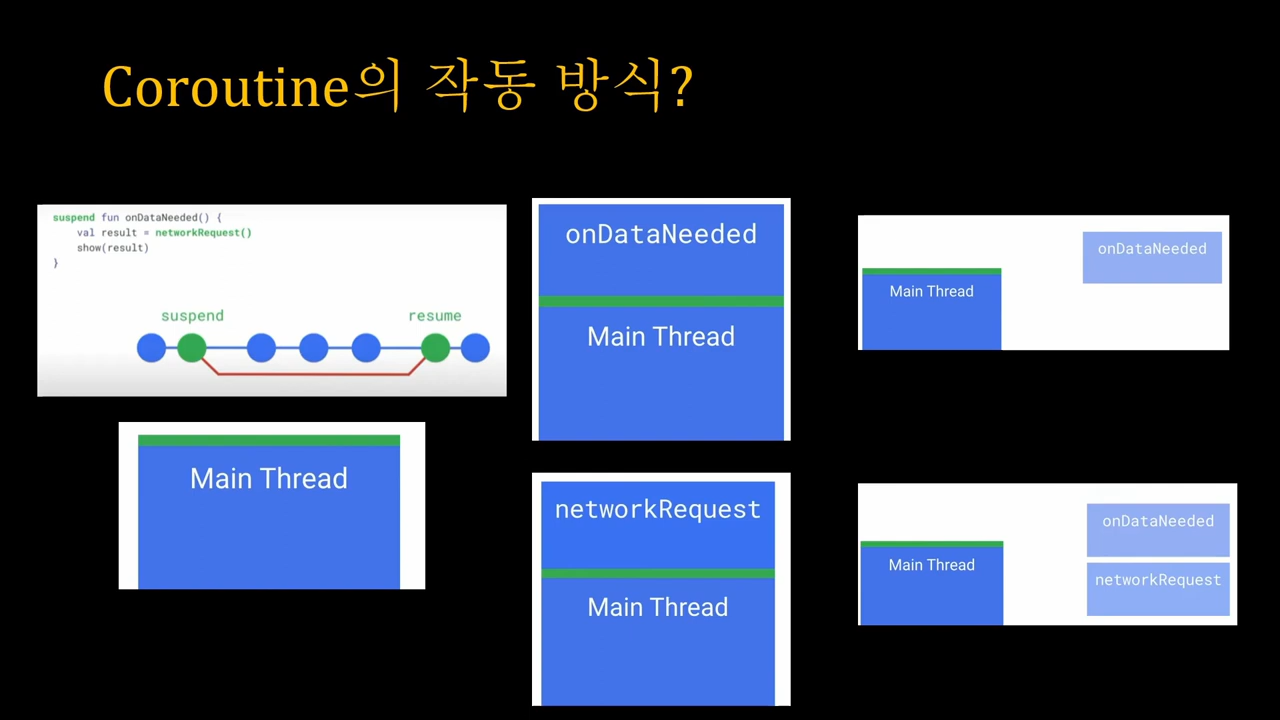 Coroutine의 작동 방식?
suspend fun onDataNeeded() {
val result = networkRequest()
show(result)
}
suspend
resume
Main Thread
onDataNeeded
Main Thread
networkRequest
Main Thread
onDataNeeded
Main Thread
onDataNeeded
Main Thread
networkRequest